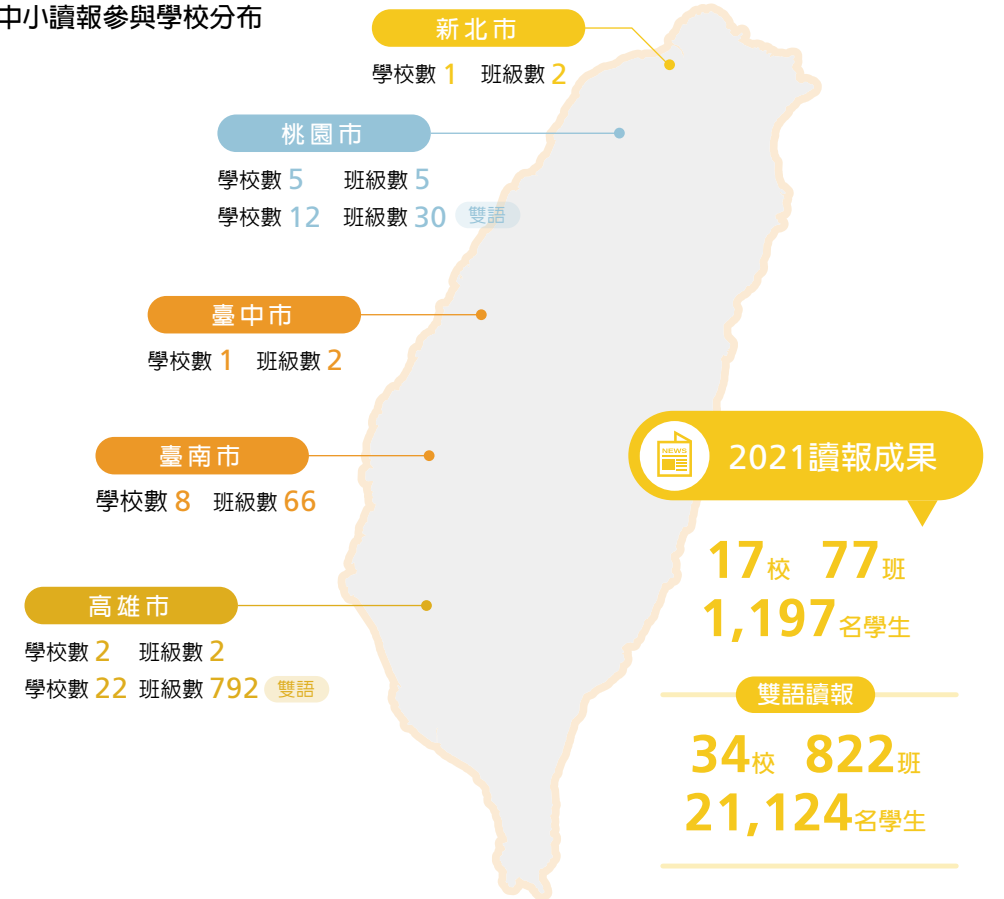 中小讀報參與學校分布
新北市
學校數 1 班級數 2
桃園市
學校數 5 班級數 5
學校數 12 班級數 30 雙語
臺中市
學校數 1 班級數 2
臺南市
學校數 8 班級數 66
高雄市
學校數 2 班級數 2
學校數 22 班級數 792 雙語
NEWS
2021讀報成果
17校 77班
1,197名學生
雙語讀報
34校 822班
21,124名學生